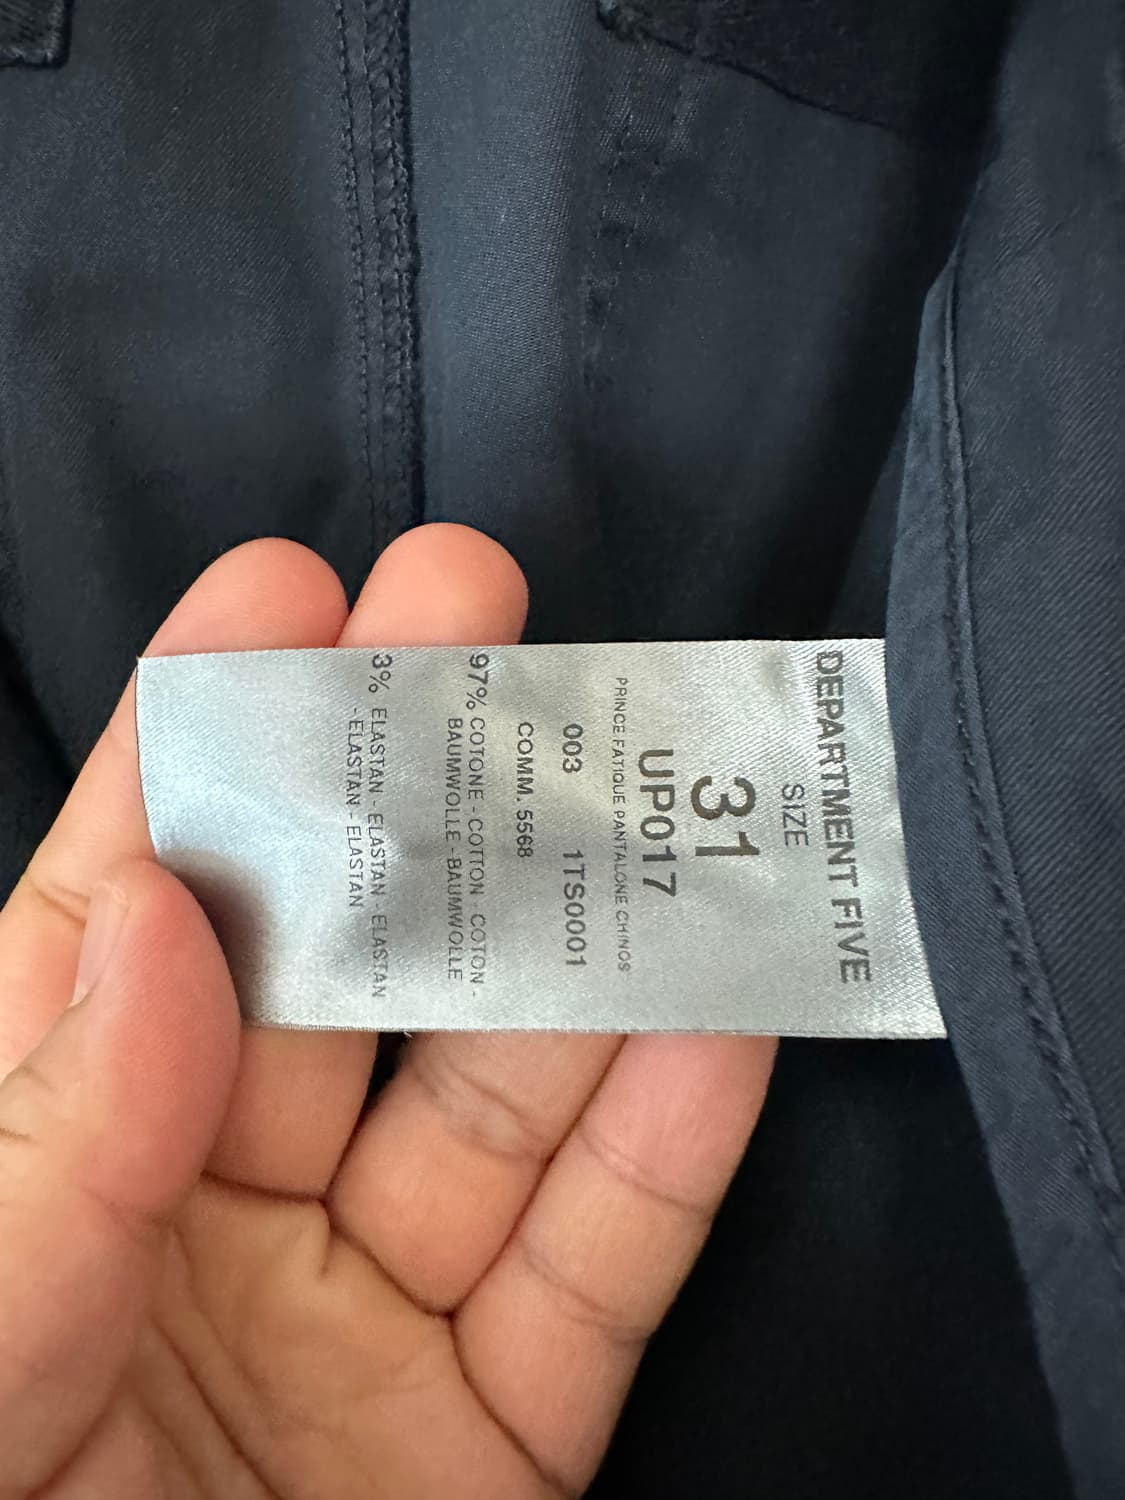 DEPARTMENT FIVE
SIZE
31
UP017
PRINCE FATIQUE PANTALONE CHINOS
003 1TS0001
COMM. 5568
97% COTONE - COTTON - COTON -
BAUMWOLLE - BAUMWOLLE
3% ELASTAN - ELASTAN - ELASTAN
- ELASTAN - ELASTAN